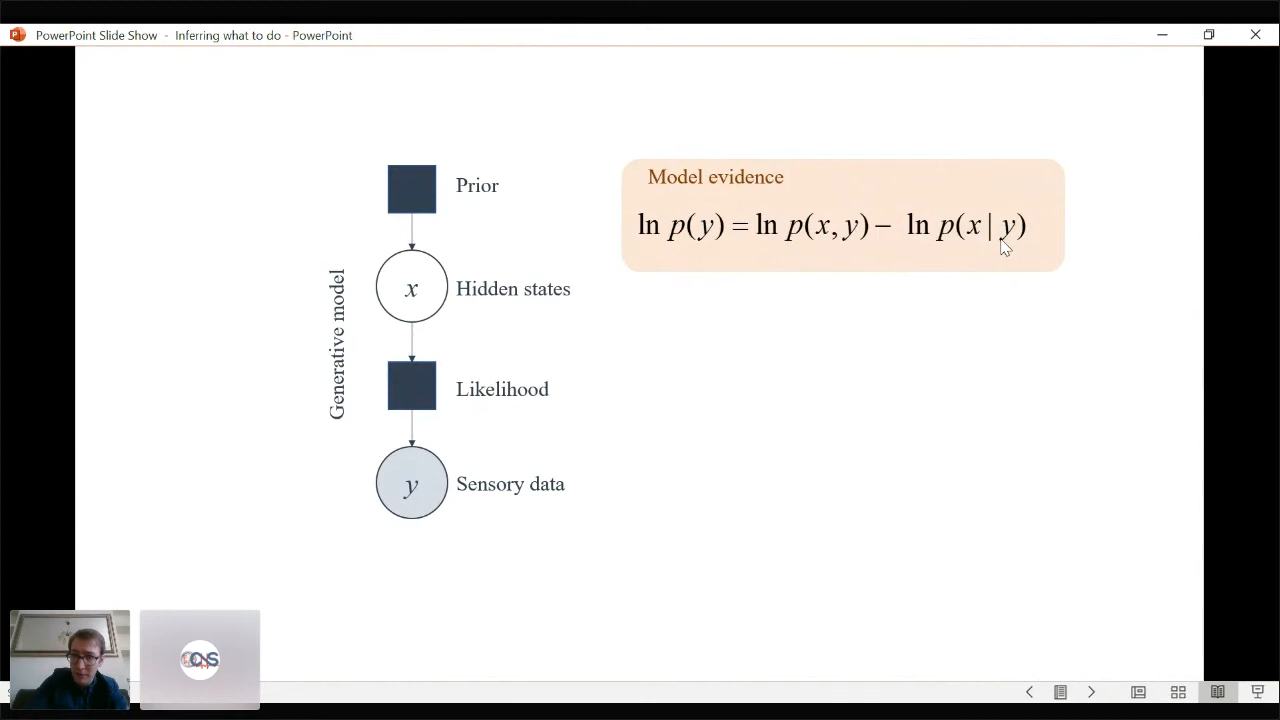 PowerPoint Slide Show - Inferring what to do - PowerPoint
Prior
Model evidence
ln p(y) = ln p(x, y) − ln p(x | y)
Generative model
x
Hidden states
Likelihood
y
Sensory data